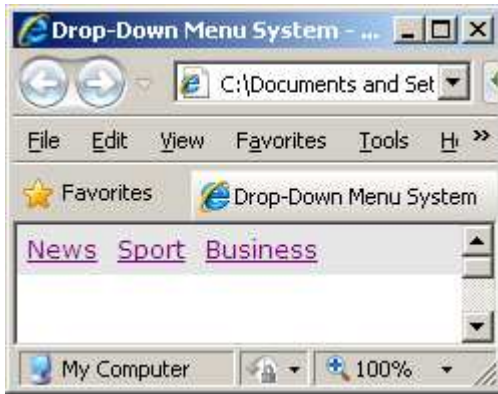 Drop-Down Menu System - ...
C:\Documents and Set
File Edit View Favorites Tools H »
Favorites Drop-Down Menu System
News Sport Business
My Computer 100%